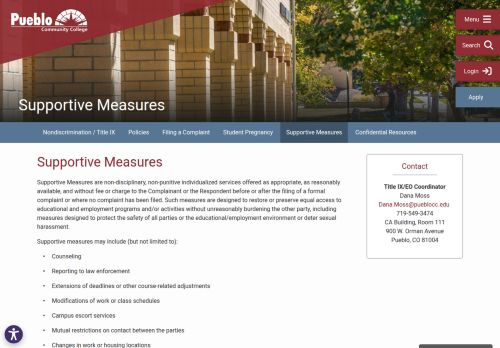 Pueblo
Community College
Menu
Search
Login
Apply
Supportive Measures
Nondiscrimination / Title IX
Policies
Filing a Complaint
Student Pregnancy
Supportive Measures
Confidential Resources
Supportive Measures
Supportive Measures are non-disciplinary, non-punitive individualized services offered as appropriate, as reasonably
available, and without fee or charge to the Complainant or the Respondent before or after the filing of a formal
complaint or where no complaint has been filed. Such measures are designed to restore or preserve equal access to
educational and employment programs and/or activities without unreasonably burdening the other party, including
measures designed to protect the safety of all parties or the educational/employment environment or deter sexual
harassment.
Supportive measures may include (but not limited to):
• Counseling
• Reporting to law enforcement
• Extensions of deadlines or other course-related adjustments
• Modifications of work or class schedules
• Campus escort services
• Mutual restrictions on contact between the parties
• Changes in work or housing locations
Contact
Title IX/EO Coordinator
Dana Moss
Dana.Moss@pueblocc.edu
719-549-3474
CA Building, Room 111
900 W. Orman Avenue
Pueblo, CO 81004